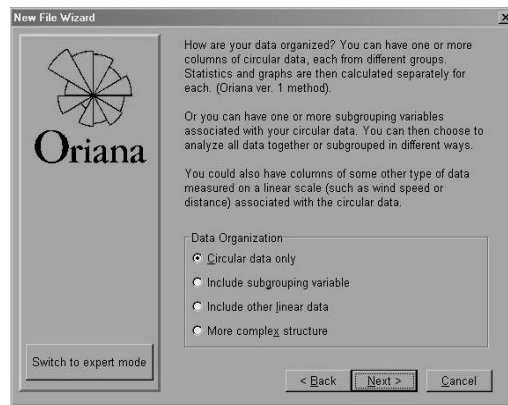 New File Wizard
x
Oriana
How are your data organized? You can have one or more
columns of circular data, each from different groups.
Statistics and graphs are then calculated separately for
each. (Oriana ver. 1 method).
Or you can have one or more subgrouping variables
associated with your circular data. You can then choose to
analyze all data together or subgrouped in different ways.
You could also have columns of some other type of data
measured on a linear scale (such as wind speed or
distance) associated with the circular data.
Data Organization
Circular data only
Include subgrouping variable
Include other linear data
More complex structure
Switch to expert mode
< Back
Next >
Cancel